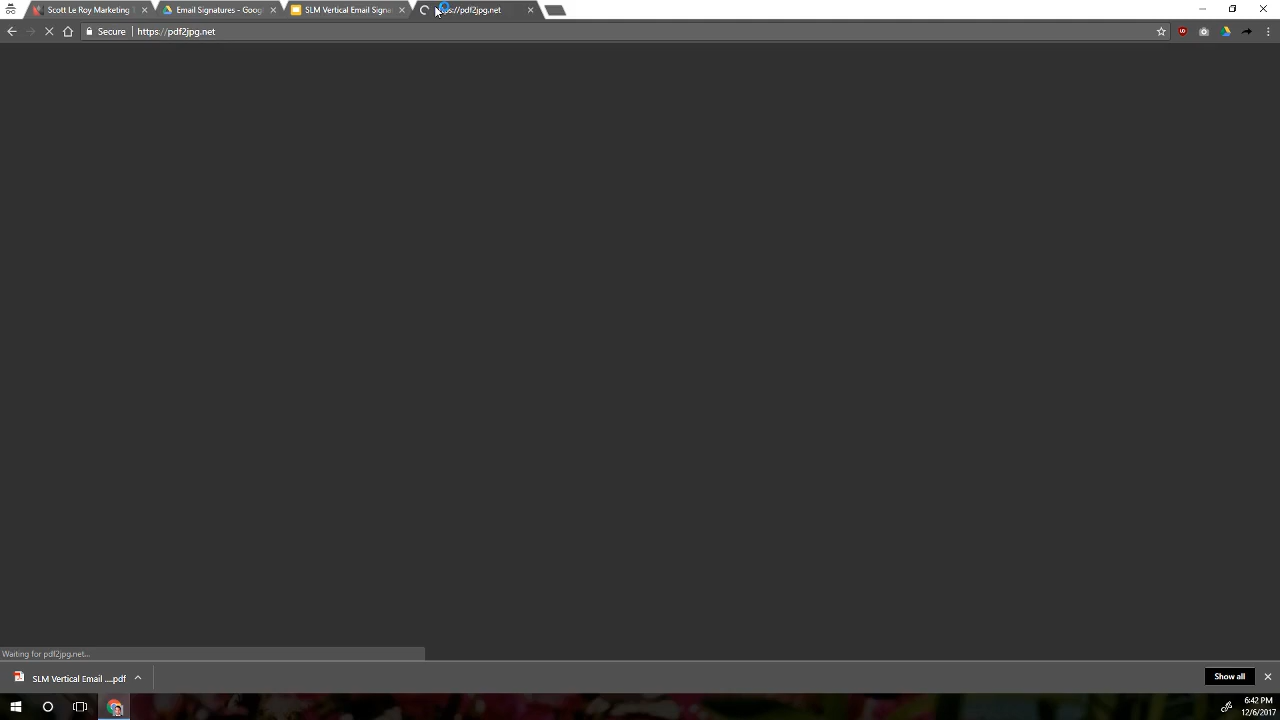 Scott Le Roy Marketing
Email Signatures - Goog
SLM Vertical Email Signe
https://pdf2jpg.net
Secure
https://pdf2jpg.net
Waiting for pdf2jpg.net...
SLM Vertical Email ....pdf
Show all
6:42 PM
12/6/2017